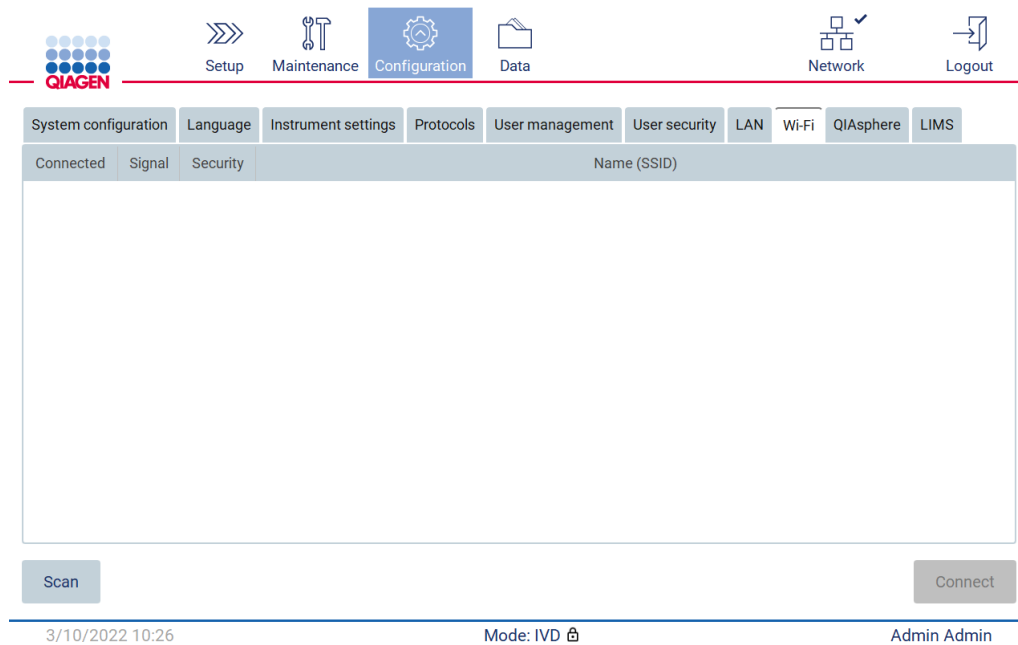 QIAGEN
Setup Maintenance Configuration Data Network Logout
System configuration Language Instrument settings Protocols User management User security LAN Wi-Fi QIAsphere LIMS
Connected Signal Security Name (SSID)
Scan Connect
3/10/2022 10:26 Mode: IVD Admin Admin